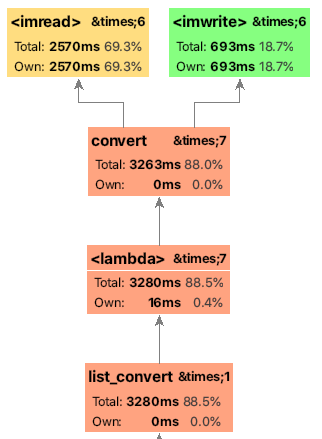 <imread> &times;6
Total: 2570ms 69.3%
Own: 2570ms 69.3%
<imwrite> &times;6
Total: 693ms 18.7%
Own: 693ms 18.7%
convert &times;7
Total: 3263ms 88.0%
Own: 0ms 0.0%
<lambda> &times;7
Total: 3280ms 88.5%
Own: 16ms 0.4%
list_convert &times;1
Total: 3280ms 88.5%
Own: 0ms 0.0%